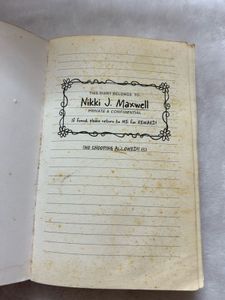 THIS DIARY BELONGS TO:
Nikki J. Maxwell
PRIVATE & CONFIDENTIAL
If found, please return to ME for REWARD!
(NO SNOOPING ALLOWED!!! ☹)